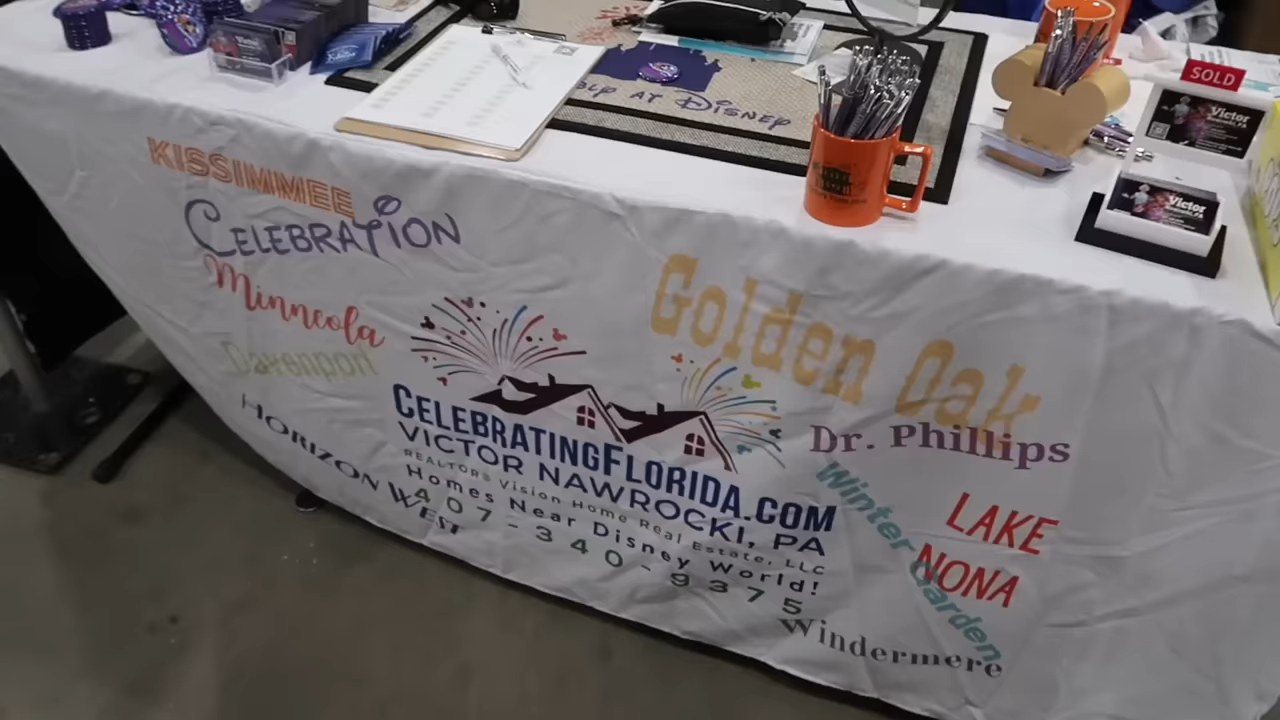 SOLD
Victor
Victor
AT DISNEY
KISSIMMEE
CELEBRATION
Minneola
Davenport
HORIZON WEST
Golden Oak
Dr. Phillips
CELEBRATINGFLORIDA.COM
VICTOR NAWROCKI, PA
REALTOR® Vision Home Real Estate, LLC
Homes Near Disney World!
407-340-9375
Winter Garden
LAKE
NONA
Windermere